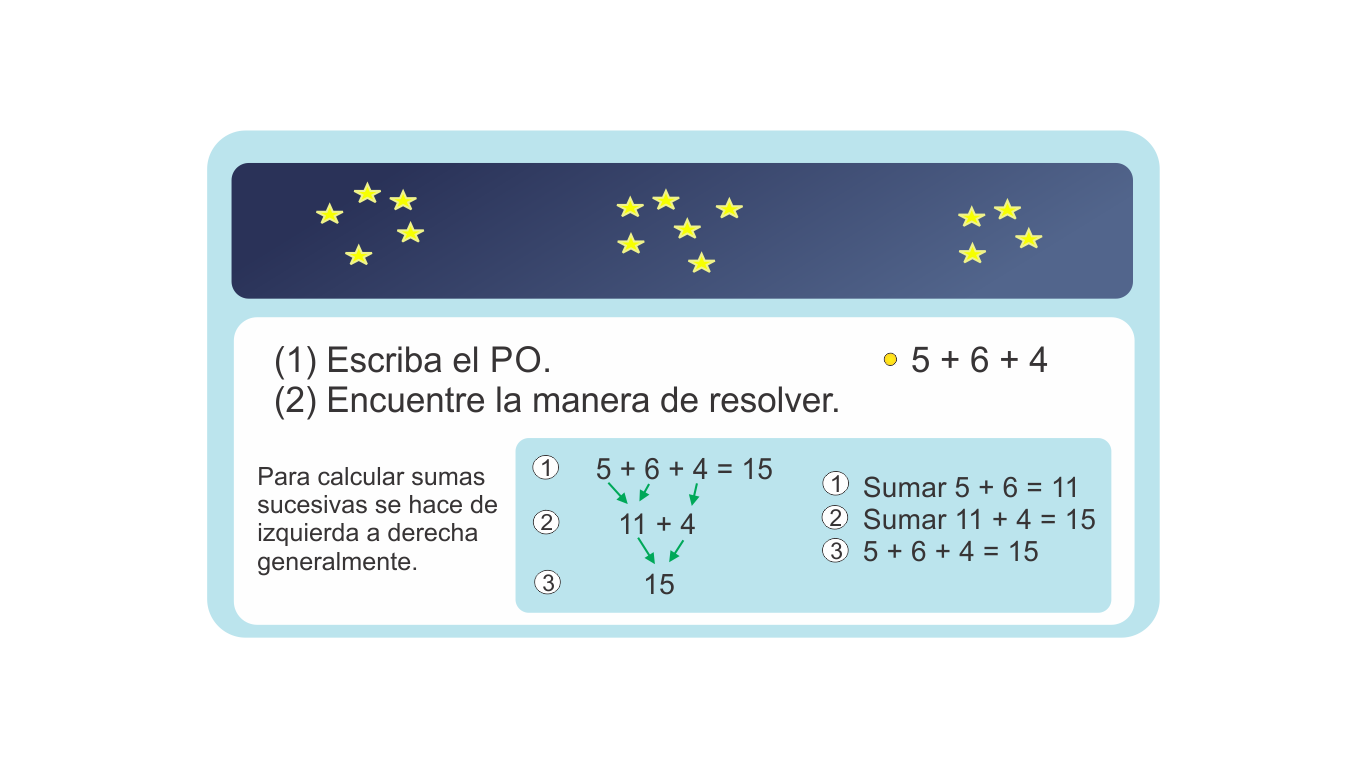 (1) Escriba el PO.
5 + 6 + 4
(2) Encuentre la manera de resolver.
Para calcular sumas
sucesivas se hace de
izquierda a derecha
generalmente.
1 5 + 6 + 4 = 15
2 11 + 4
3 15
1 Sumar 5 + 6 = 11
2 Sumar 11 + 4 = 15
3 5 + 6 + 4 = 15